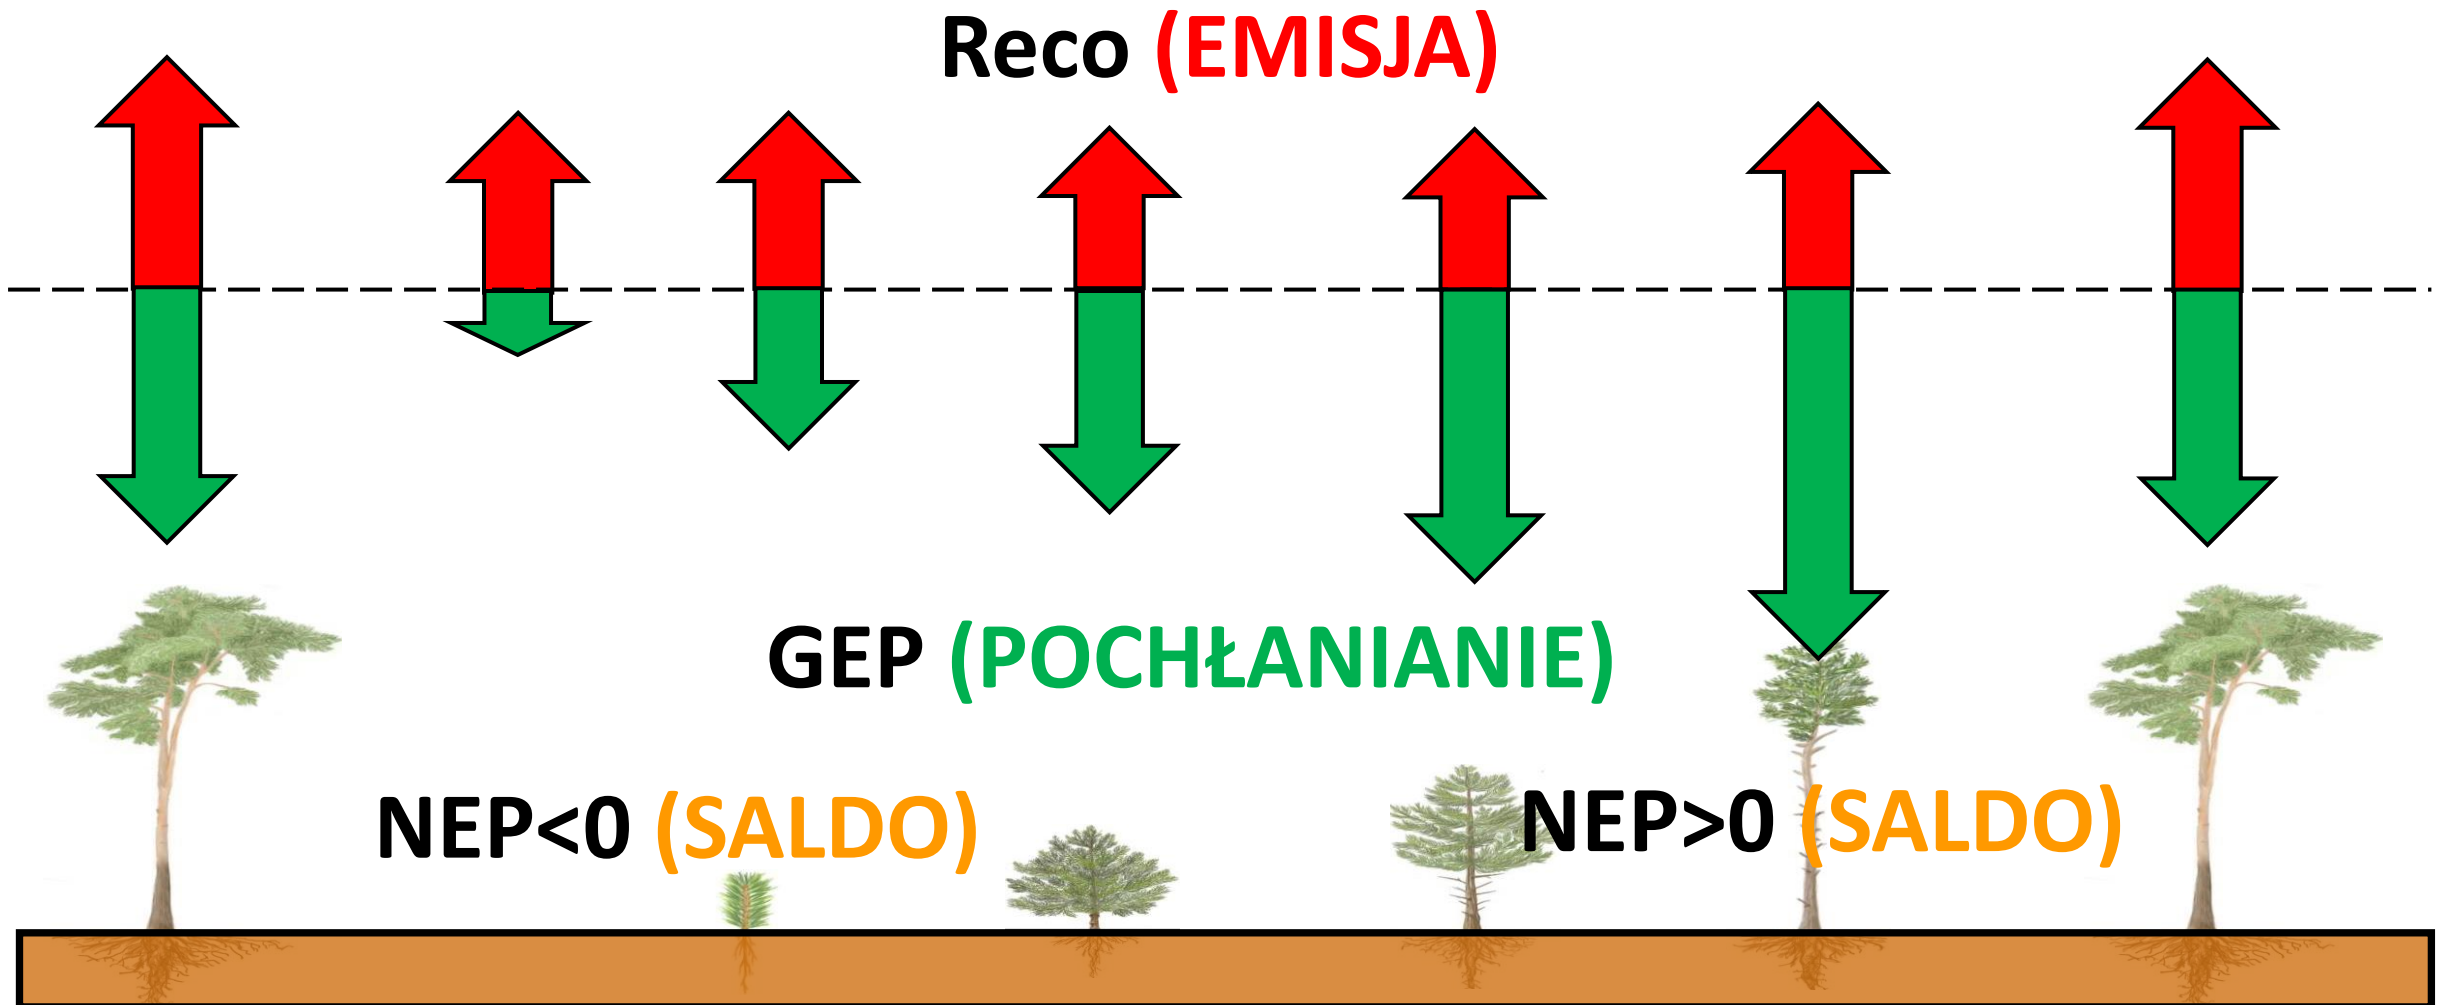 Reco (EMISJA)
GEP (POCHŁANIANIE)
NEP<0 (SALDO)
NEP>0 (SALDO)